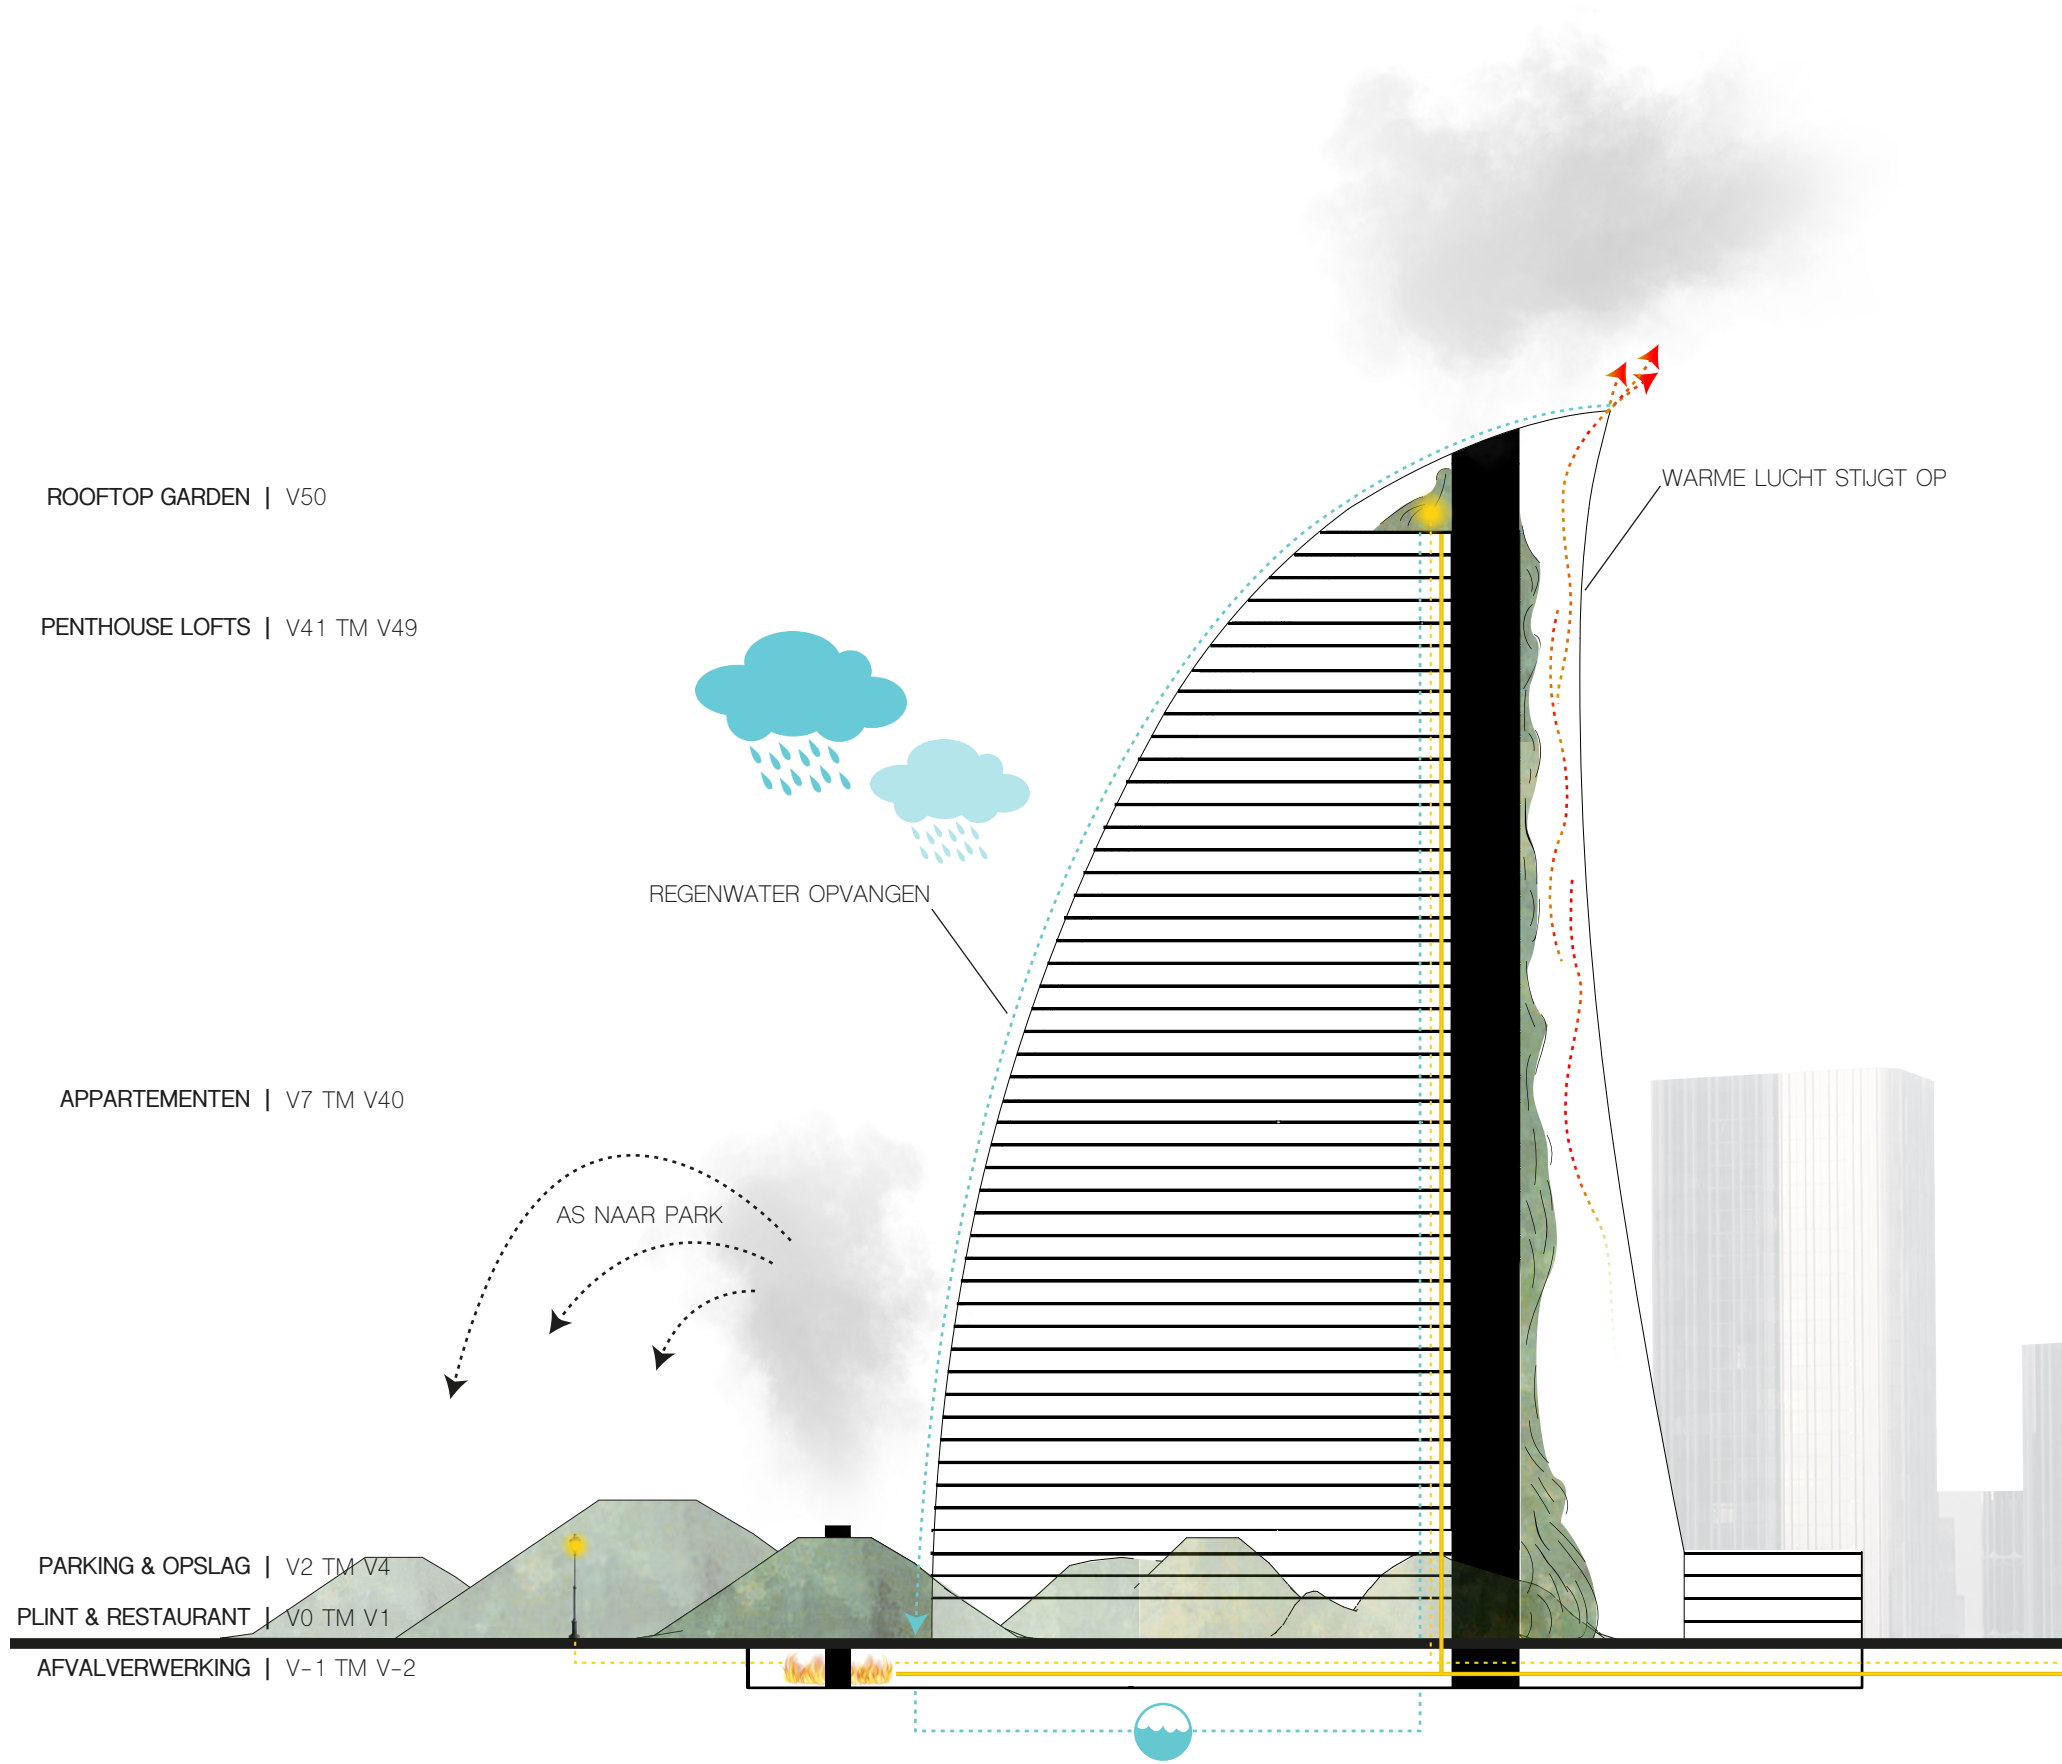 WARME LUCHT STIJGT OP
ROOFTOP GARDEN | V50
PENTHOUSE LOFTS | V41 TM V49
REGENWATER OPVANGEN
APPARTEMENTEN | V7 TM V40
AS NAAR PARK
PARKING & OPSLAG | V2 TM V4
PLINT & RESTAURANT | V0 TM V1
AFVALVERWERKING | V-1 TM V-2